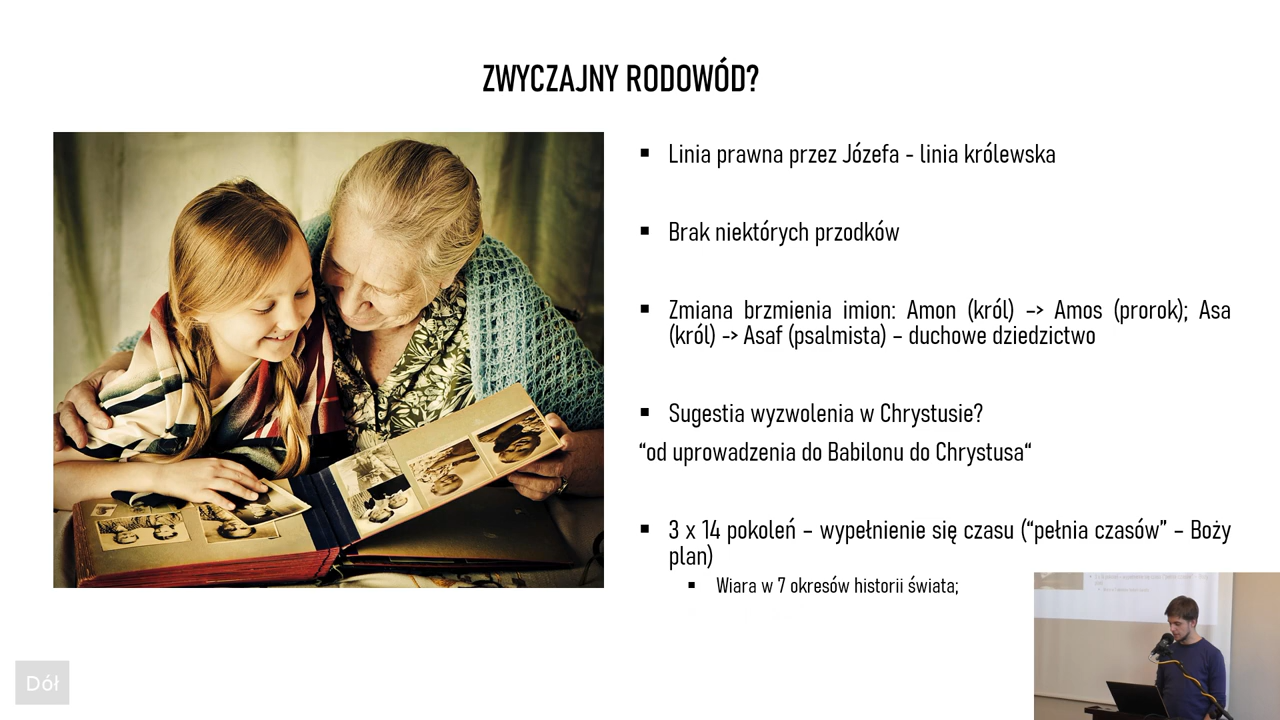 ZWYCZAJNY RODOWÓD?
▪ Linia prawna przez Józefa - linia królewska
▪ Brak niektórych przodków
▪ Zmiana brzmienia imion: Amon (król) -> Amos (prorok); Asa
(król) -> Asaf (psalmista) – duchowe dziedzictwo
▪ Sugestia wyzwolenia w Chrystusie?
“od uprowadzenia do Babilonu do Chrystusa“
▪ 3 x 14 pokoleń – wypełnienie się czasu (“pełnia czasów” – Boży
plan)
▪ Wiara w 7 okresów historii świata;
Dół